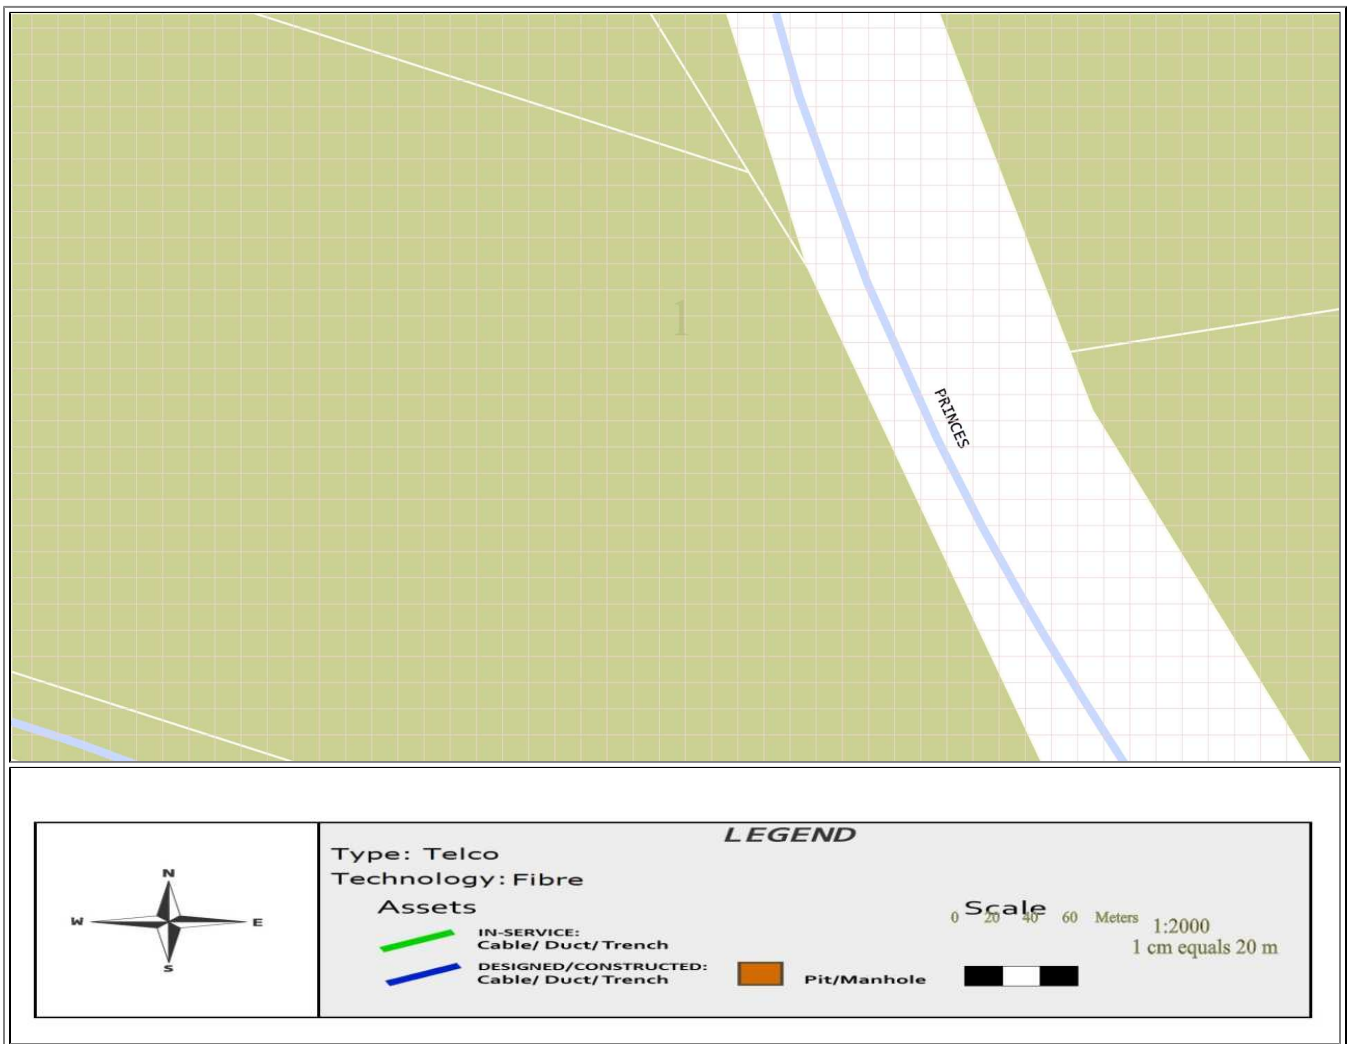 1
PRINCES
LEGEND
Type: Telco
Technology: Fibre
Assets
Scale
0 20 40 60 Meters
1:2000
1 cm equals 20 m
IN-SERVICE:
Cable/ Duct/ Trench
DESIGNED/CONSTRUCTED:
Cable/ Duct/ Trench
Pit/Manhole
N
W E
S